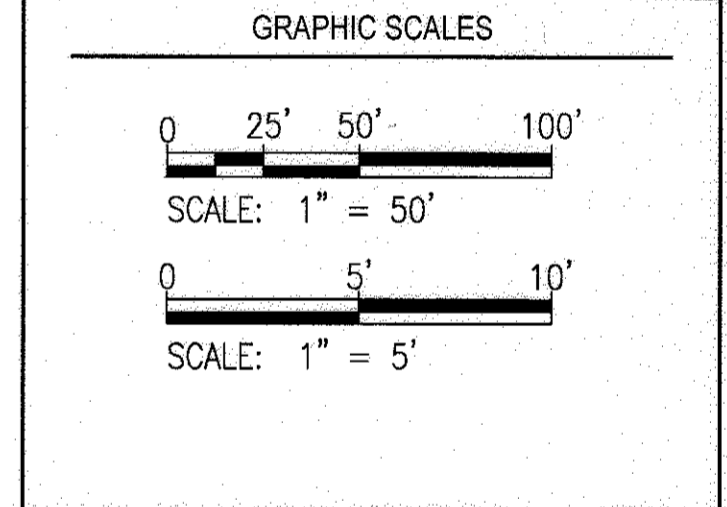 GRAPHIC SCALES
0 25' 50' 100'
SCALE: 1" = 50'
0 5' 10'
SCALE: 1" = 5'